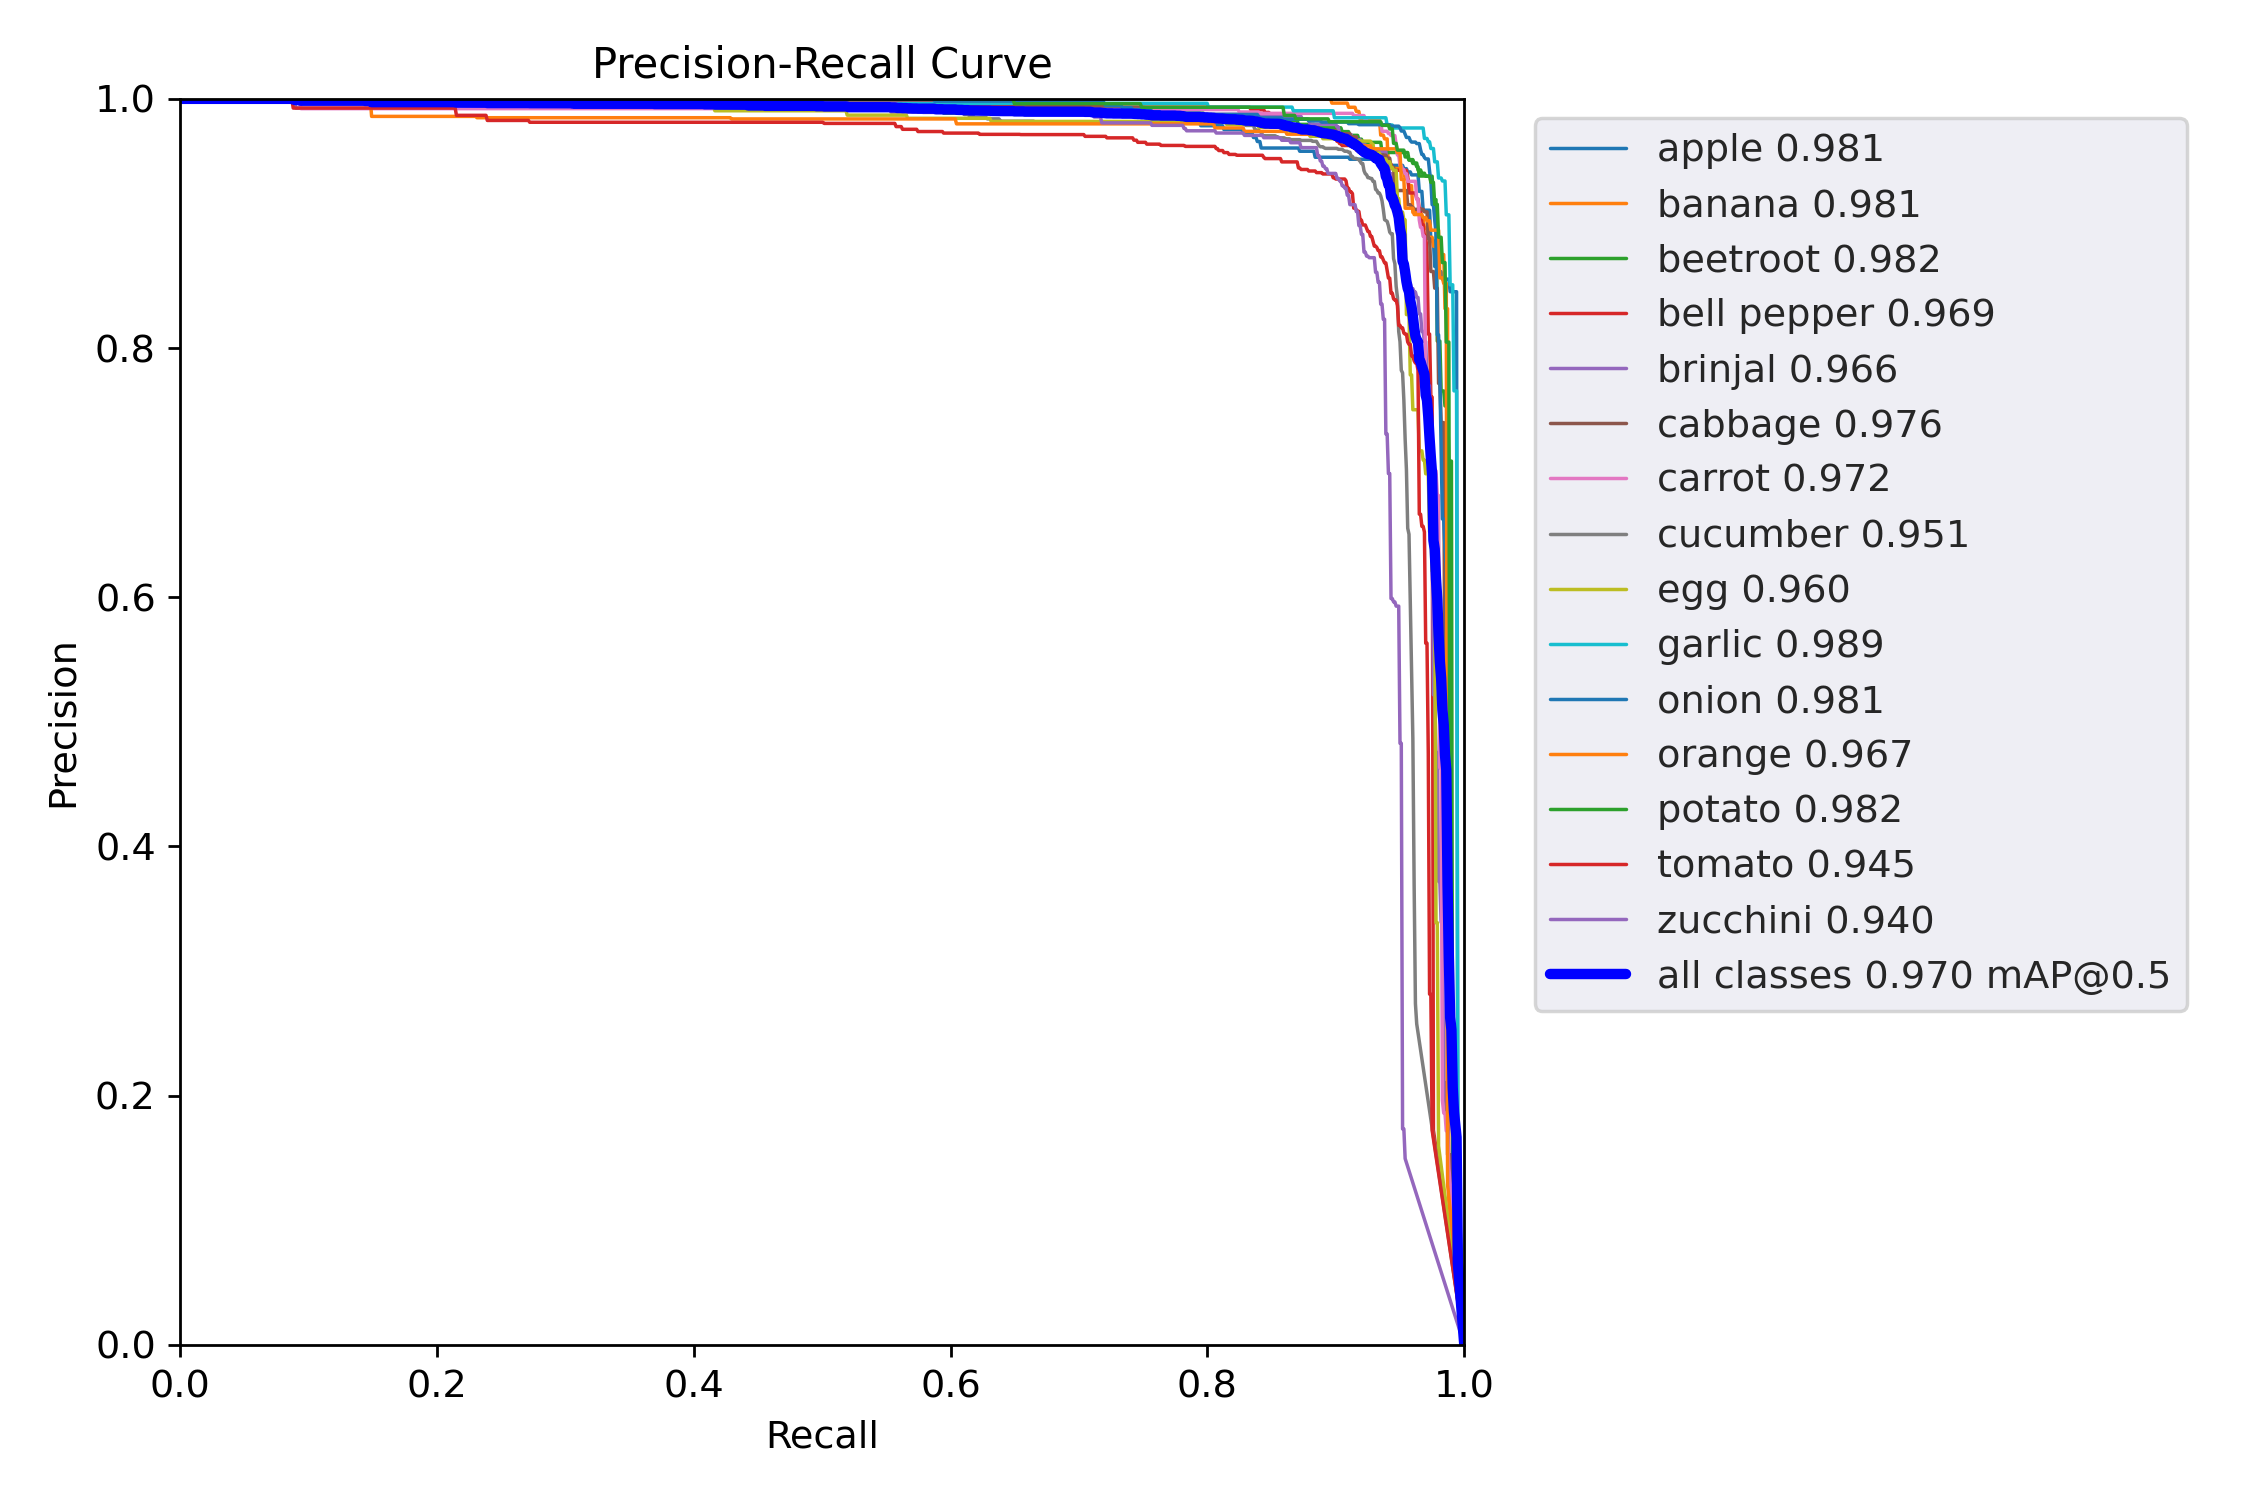 Precision-Recall Curve
1.0
0.8
0.6
0.4
0.2
0.0
Precision
0.0 0.2 0.4 0.6 0.8 1.0
Recall
apple 0.981
banana 0.981
beetroot 0.982
bell pepper 0.969
brinjal 0.966
cabbage 0.976
carrot 0.972
cucumber 0.951
egg 0.960
garlic 0.989
onion 0.981
orange 0.967
potato 0.982
tomato 0.945
zucchini 0.940
all classes 0.970 mAP@0.5